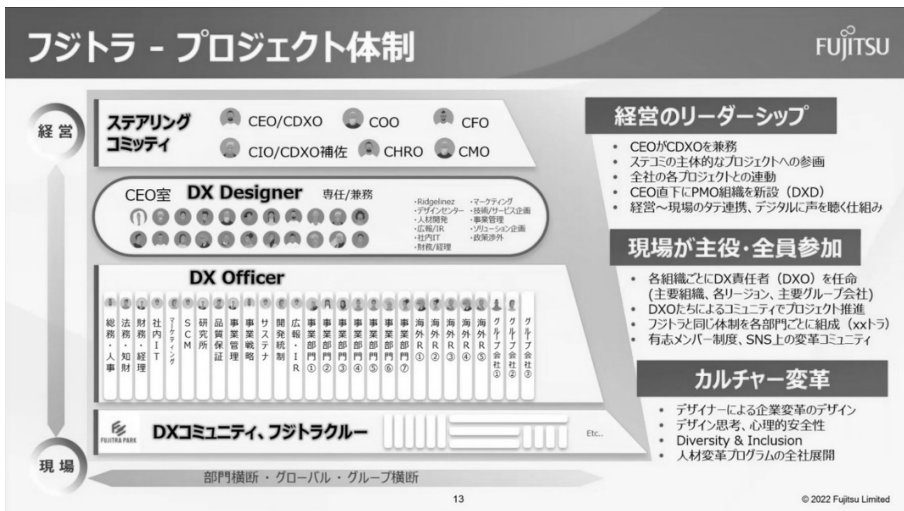 フジトラ - プロジェクト体制
FUJITSU
経営
ステアリング
コミッティ
CEO/CDXO
COO
CFO
CIO/CDXO補佐
CHRO
CMO
CEO室
DX Designer
専任/兼務
・Ridgelinez
・デザインセンター
・人材開発
・広報/IR
・社内IT
・財務/経理
・マーケティング
・技術/サービス企画
・事業管理
・ソリューション企画
・政策渉外
DX Officer
総務・人事
法務・知財
財務・経理
社内IT
マーケティング
SCM
研究所
品質保証
事業管理
事業戦略
サステナ
開発統制
広報・IR
事業部門①
事業部門②
事業部門③
事業部門④
事業部門⑤
事業部門⑥
事業部門⑦
海外R①
海外R②
海外R③
海外R④
海外R⑤
グループ会社①
グループ会社②
グループ会社③
FUJITRA PARK
DXコミュニティ、フジトラクルー
Etc..
現場
部門横断・グローバル・グループ横断
経営のリーダーシップ
• CEOがCDXOを兼務
• ステコミの主体的なプロジェクトへの参画
• 全社の各プロジェクトとの連動
• CEO直下にPMO組織を新設（DXD）
• 経営～現場のタテ連携、デジタルに声を聴く仕組み
現場が主役・全員参加
• 各組織ごとにDX責任者（DXO）を任命
(主要組織、各リージョン、主要グループ会社)
• DXOたちによるコミュニティでプロジェクト推進
• フジトラと同じ体制を各部門ごとに組成（xxトラ）
• 有志メンバー制度、SNS上の変革コミュニティ
カルチャー変革
• デザイナーによる企業変革のデザイン
• デザイン思考、心理的安全性
• Diversity & Inclusion
• 人材変革プログラムの全社展開
13
© 2022 Fujitsu Limited